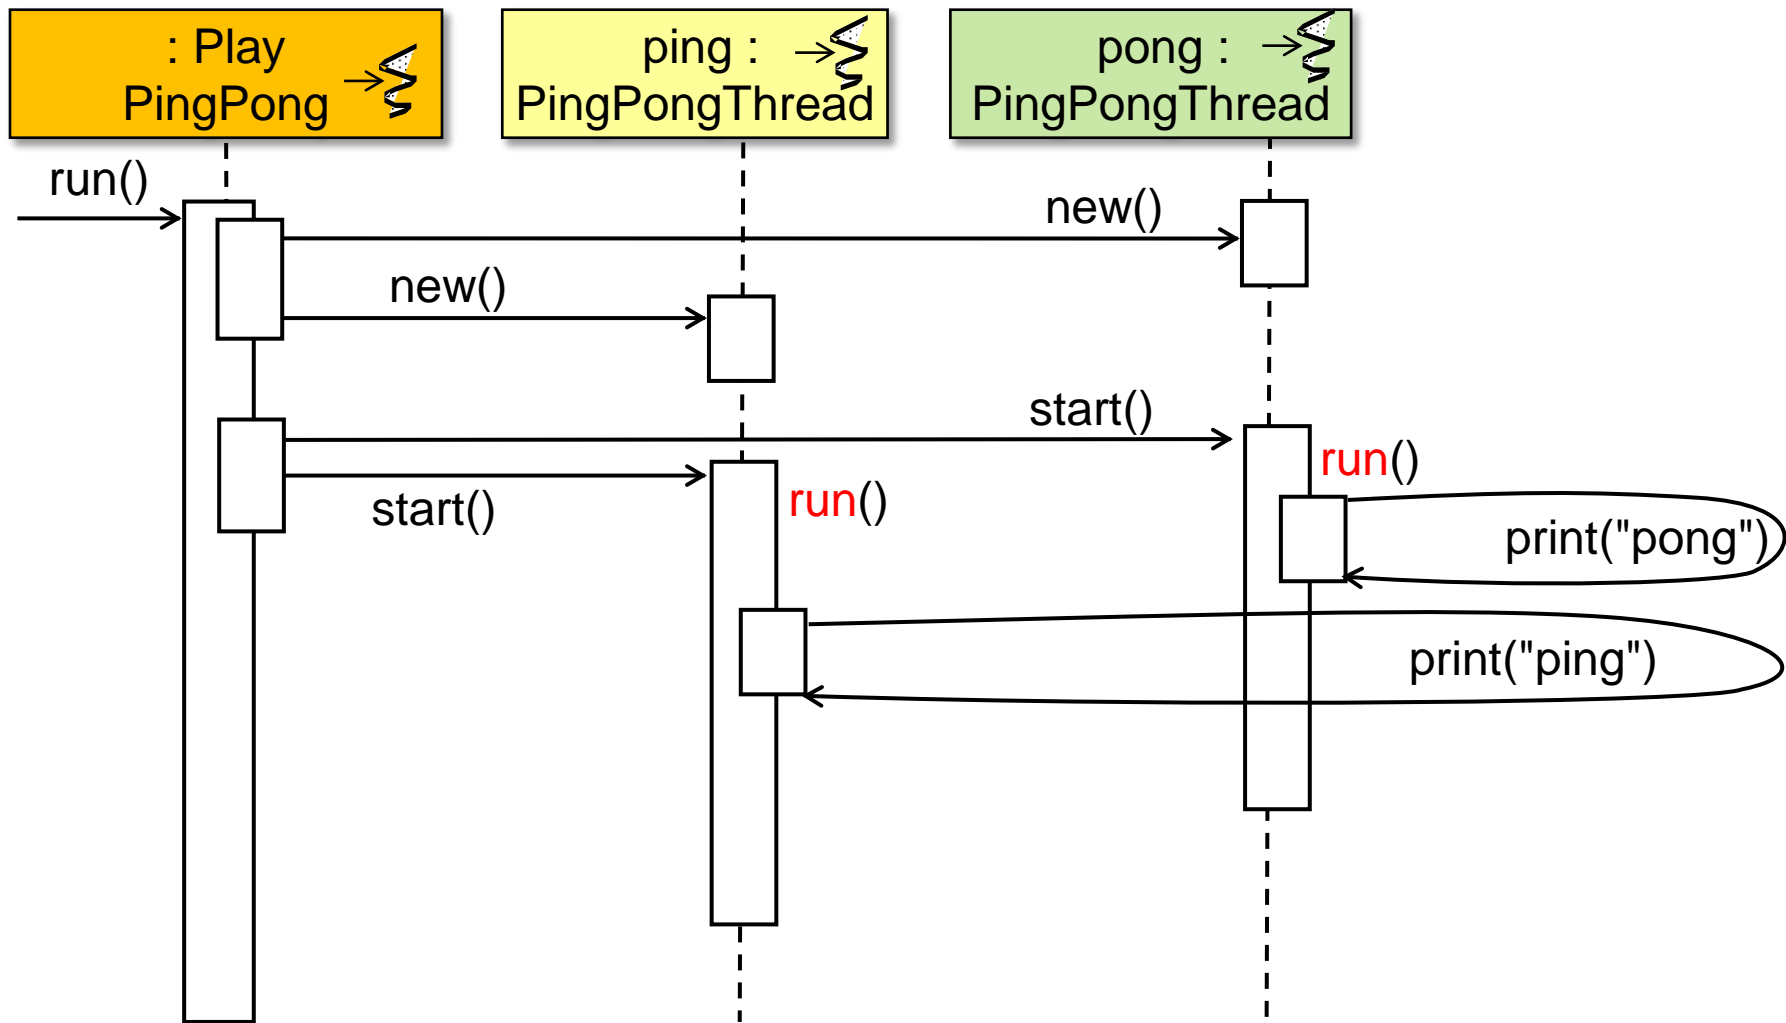 : Play
PingPong
ping :
PingPongThread
pong :
PingPongThread
run()
new()
new()
start()
start()
run()
run()
print("pong")
print("ping")